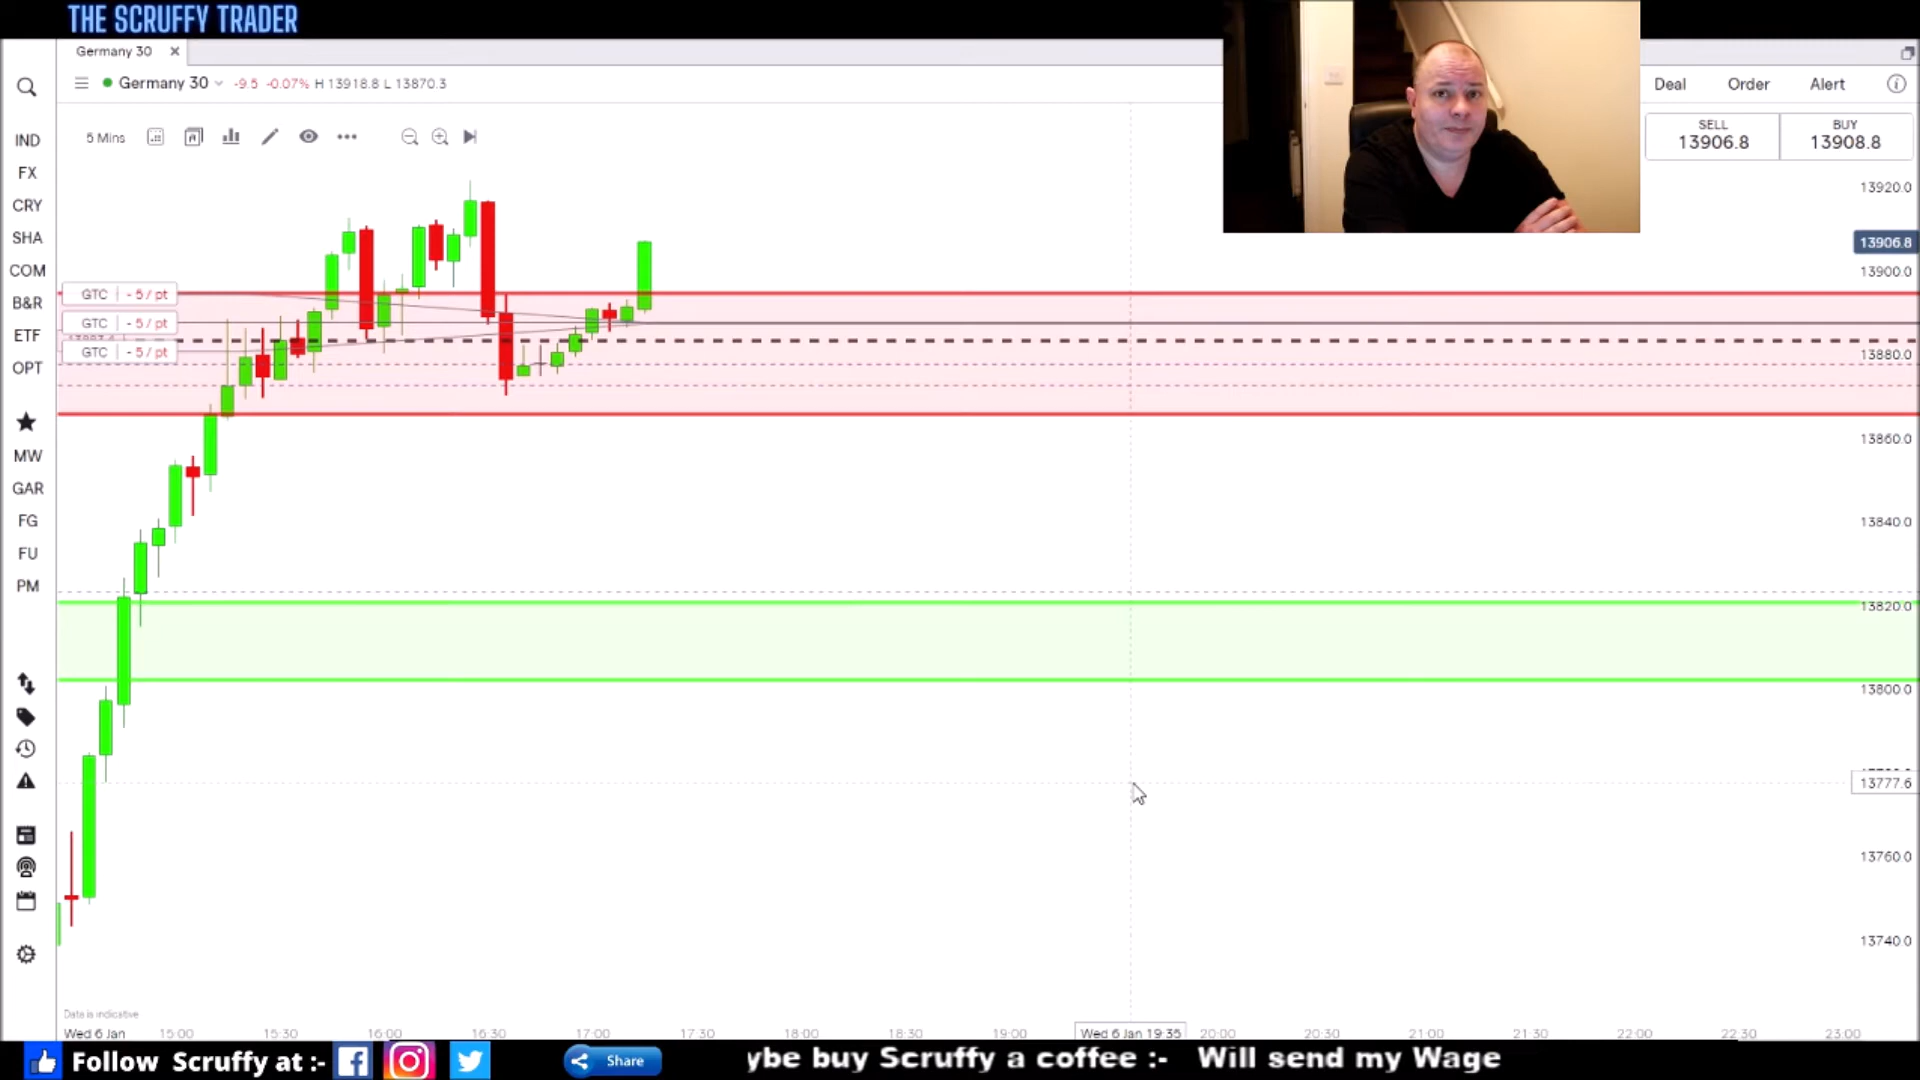 THE SCRUFFY TRADER
Germany 30
Germany 30 -9.5 -0.07% H 13918.8 L 13870.3
Deal Order Alert
5 Mins
SELL
13906.8
BUY
13908.8
IND
FX
CRY
SHA
COM
B&R
ETF
OPT
MW
GAR
FG
FU
PM
GTC - 5 / pt
GTC - 5 / pt
GTC - 5 / pt
13920.0
13906.8
13900.0
13880.0
13860.0
13840.0
13820.0
13800.0
13777.6
13760.0
13740.0
Data is indicative
Wed 6 Jan 15:00 15:30 16:00 16:30 17:00 17:30 18:00 18:30 19:00 Wed 6 Jan 19:35 20:00 20:30 21:00 21:30 22:00 22:30 23:00
Follow Scruffy at :- Share ybe buy Scruffy a coffee :- Will send my Wage